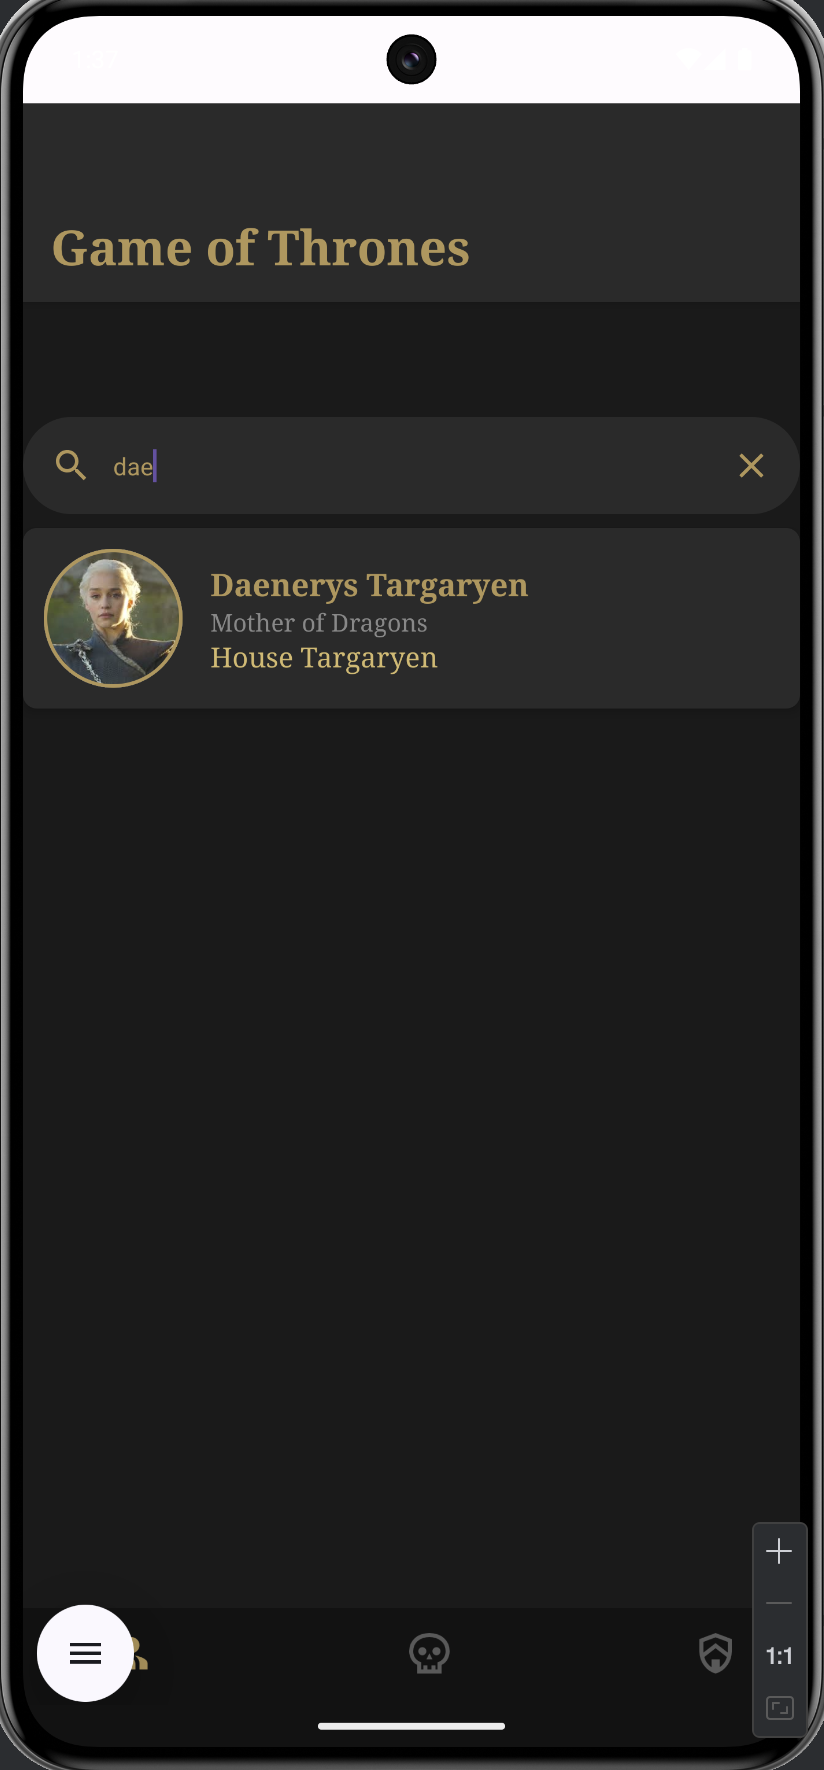 Game of Thrones
dae
Daenerys Targaryen
Mother of Dragons
House Targaryen
1:1